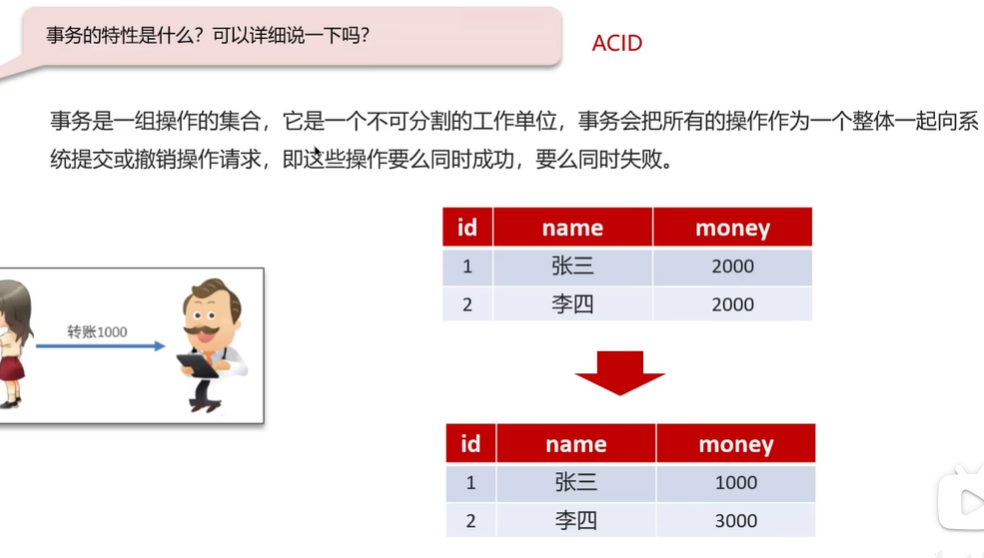 事务的特性是什么？可以详细说一下吗？
ACID
事务是一组操作的集合，它是一个不可分割的工作单位，事务会把所有的操作作为一个整体一起向系
统提交或撤销操作请求，即这些操作要么同时成功，要么同时失败。
id name money
1 张三 2000
2 李四 2000
转账1000
id name money
1 张三 1000
2 李四 3000